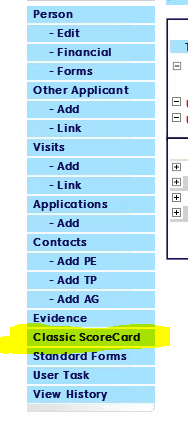 Person
- Edit
- Financial
- Forms
Other Applicant
- Add
- Link
Visits
- Add
- Link
Applications
- Add
Contacts
- Add PE
- Add TP
- Add AG
Evidence
Classic ScoreCard
Standard Forms
User Task
View History